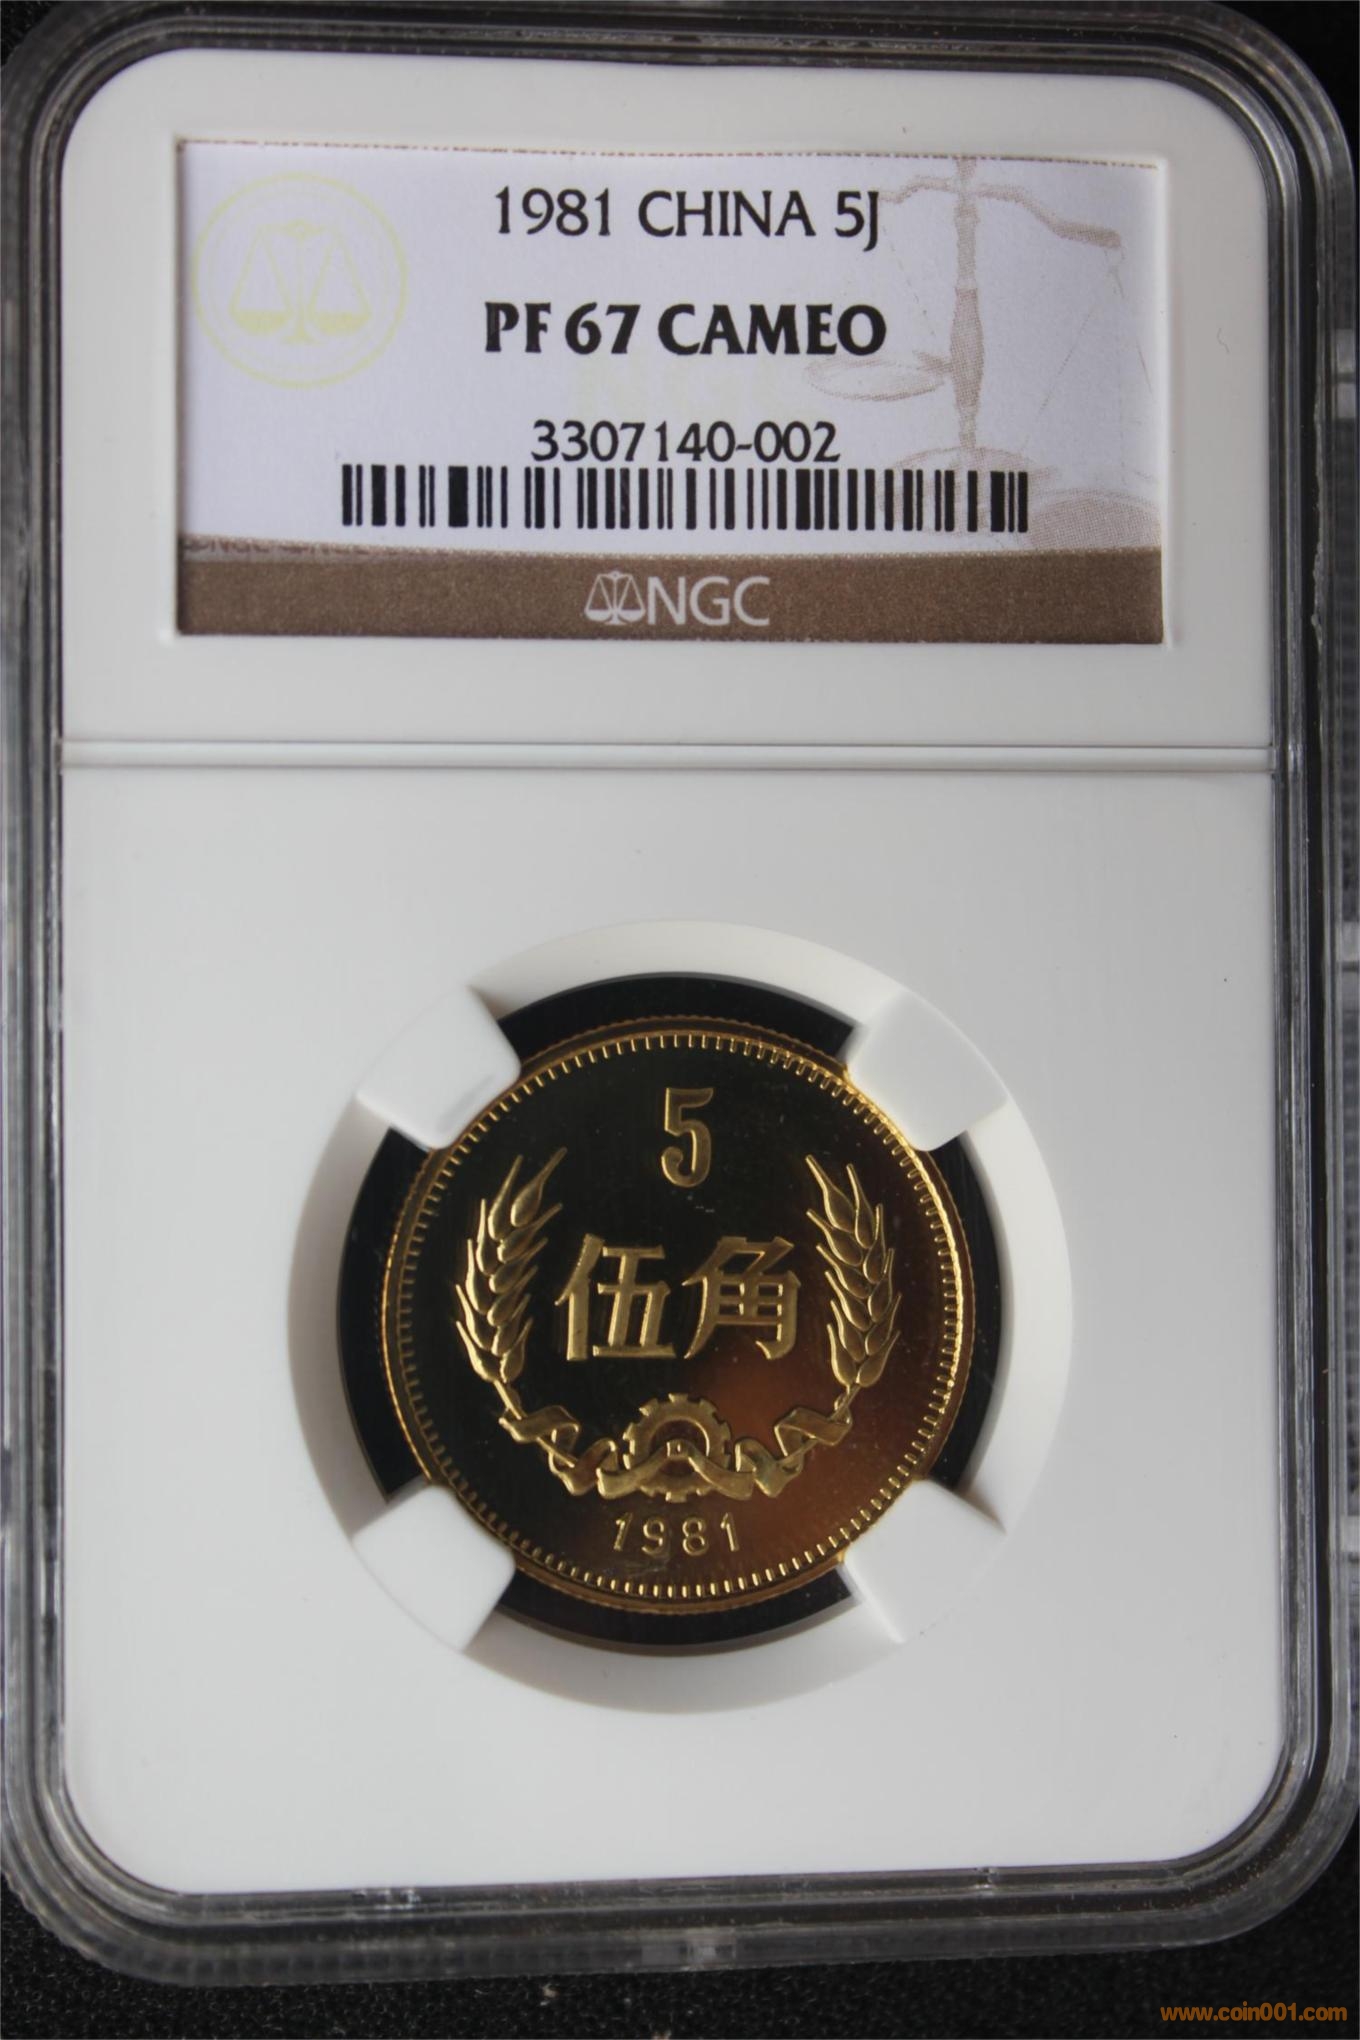 1981 CHINA 5J
PF 67 CAMEO
3307140-002
NGC
5
伍角
1981
www.coin001.com